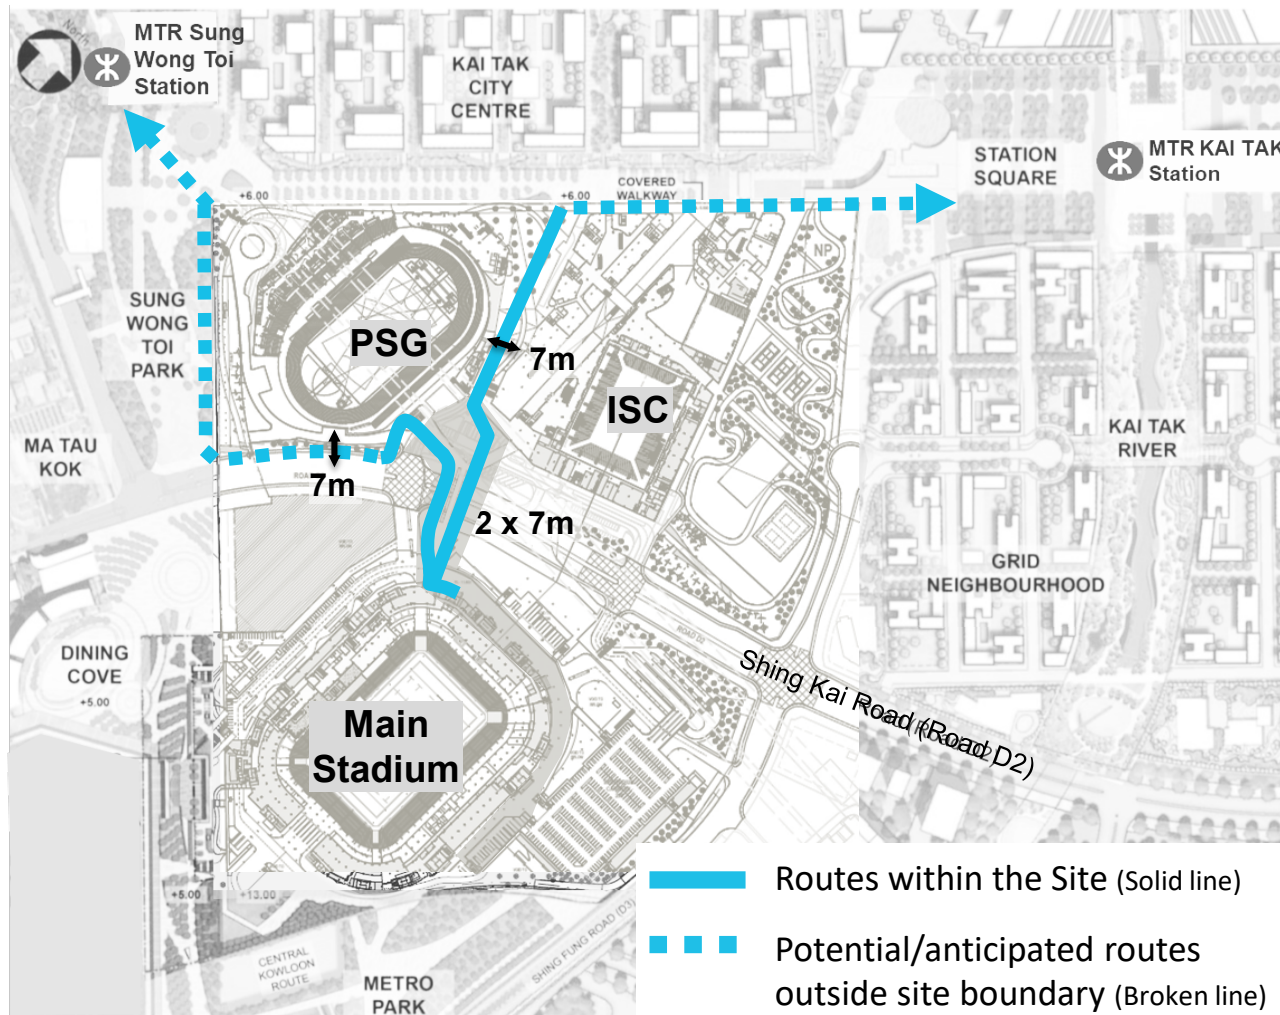 North
MTR Sung
Wong Toi
Station
KAI TAK
CITY
CENTRE
STATION
SQUARE
MTR KAI TAK
Station
+6.00
+6.00
COVERED
WALKWAY
NP
SUNG
WONG
TOI
PARK
PSG
7m
ISC
MA TAU
KOK
KAI TAK
RIVER
7m
ROAD
2 x 7m
GRID
NEIGHBOURHOOD
DINING
COVE
+5.00
ROAD D2
Shing Kai Road (Road D2)
Main
Stadium
+5.00
+13.00
CENTRAL
KOWLOON
ROUTE
SHING FUNG ROAD (D3)
METRO
PARK
Routes within the Site (Solid line)
Potential/anticipated routes
outside site boundary (Broken line)